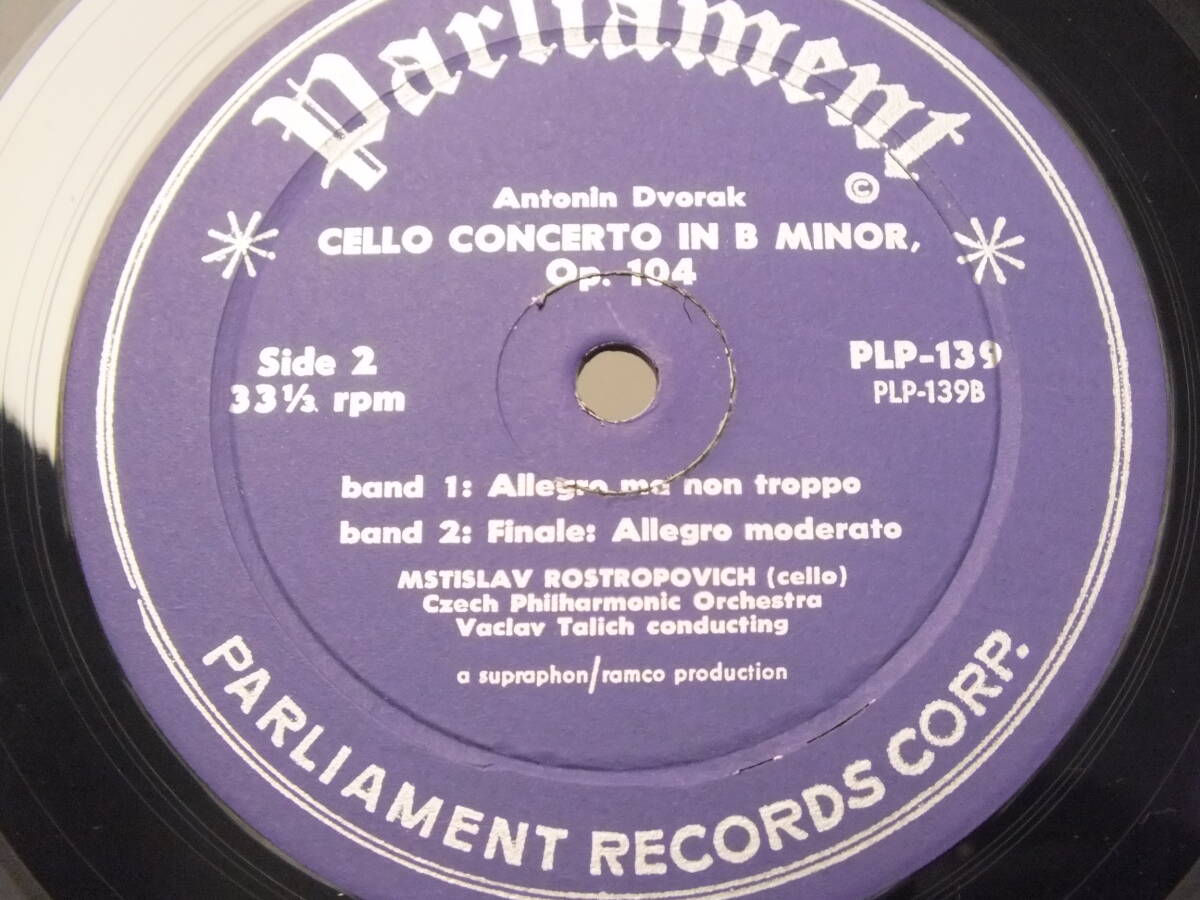 Parliament
©
Antonin Dvorak
CELLO CONCERTO IN B MINOR,
Op. 104
Side 2
33⅓ rpm
PLP-139
PLP-139B
band 1: Allegro ma non troppo
band 2: Finale: Allegro moderato
MSTISLAV ROSTROPOVICH (cello)
Czech Philharmonic Orchestra
Vaclav Talich conducting
a supraphon/ramco production
PARLIAMENT RECORDS CORP.